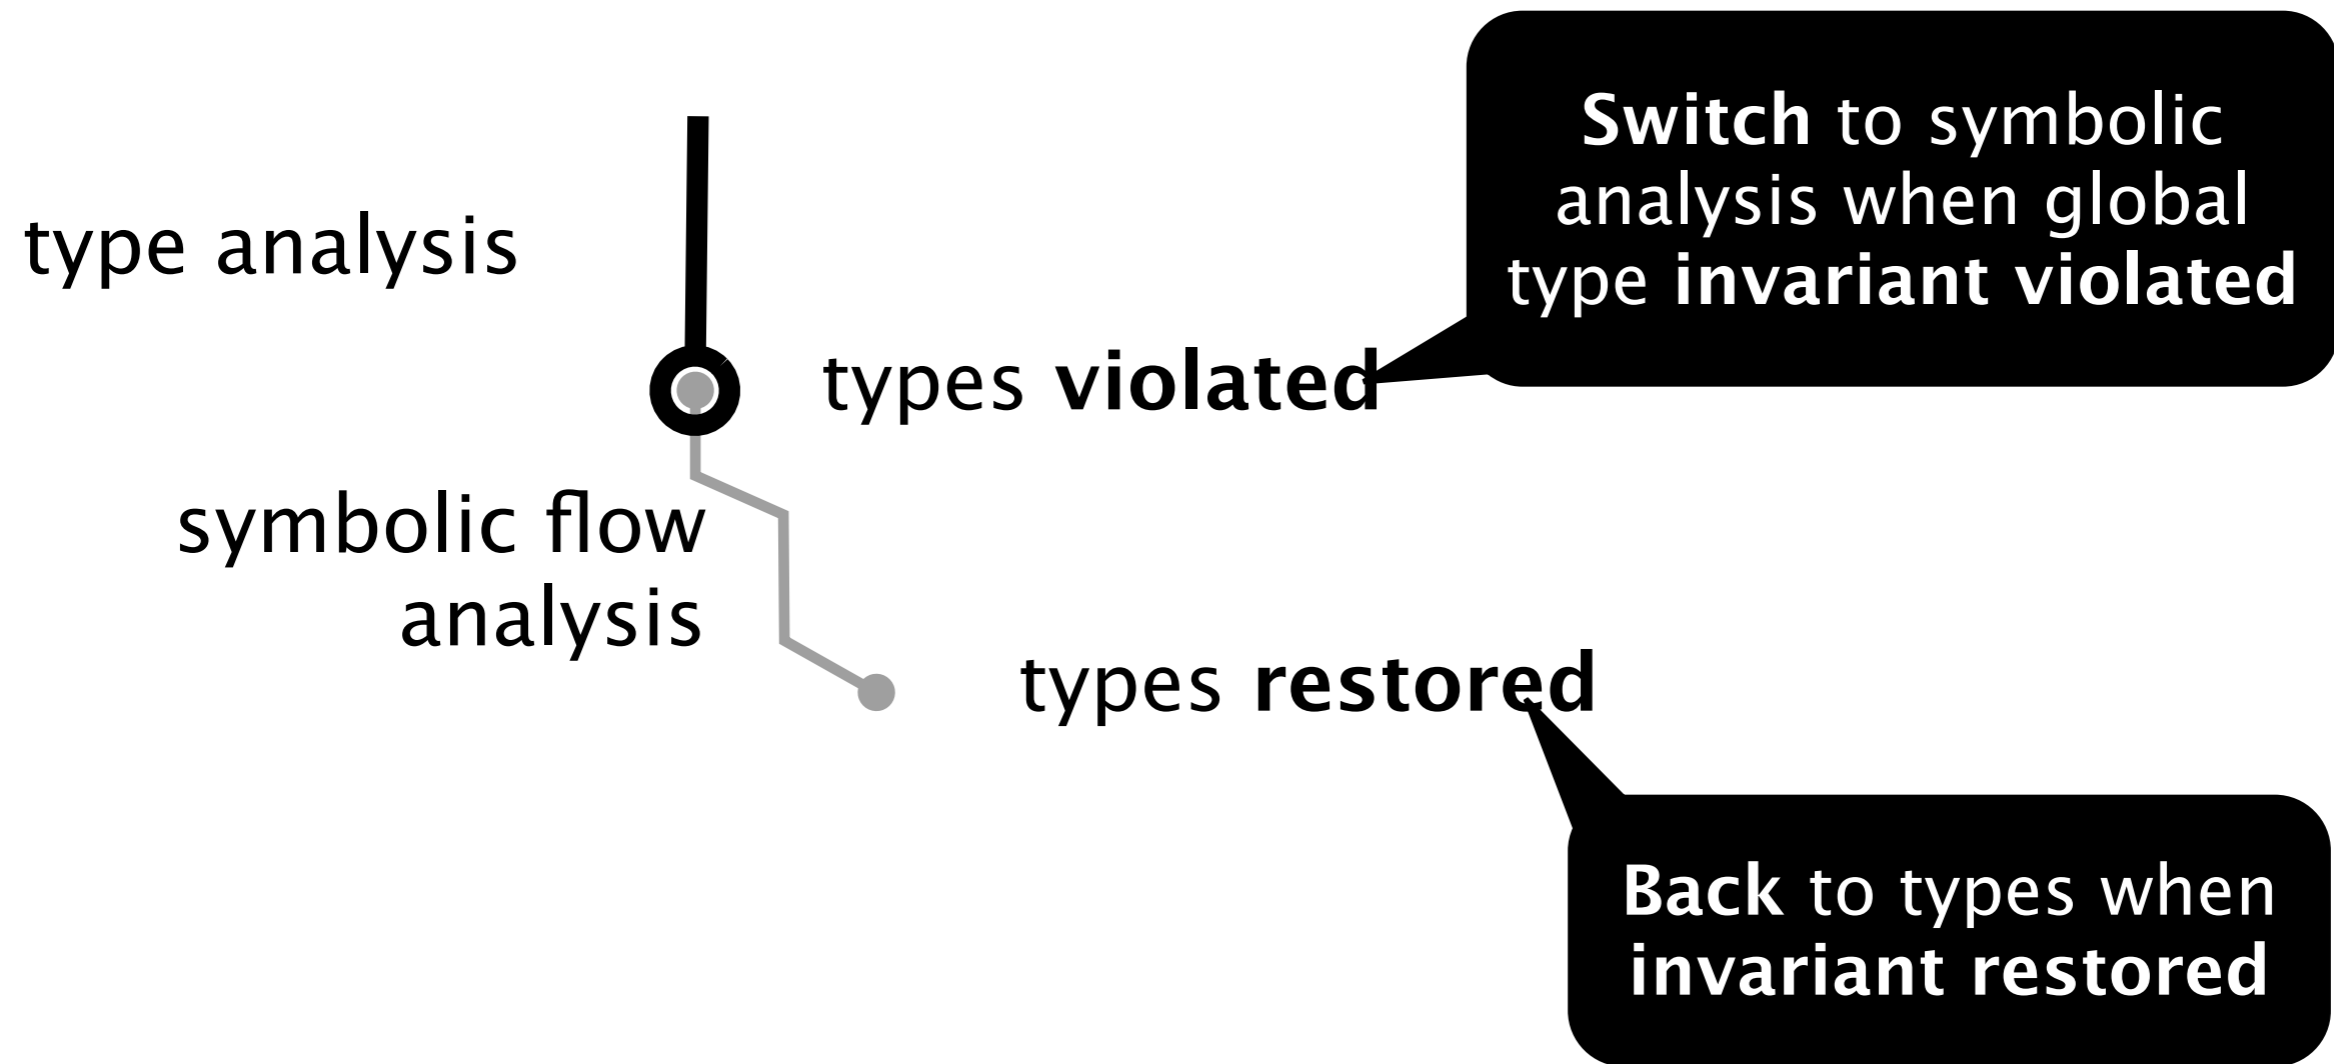 Switch to symbolic
analysis when global
type invariant violated
type analysis
types violated
symbolic flow
analysis
types restored
Back to types when
invariant restored